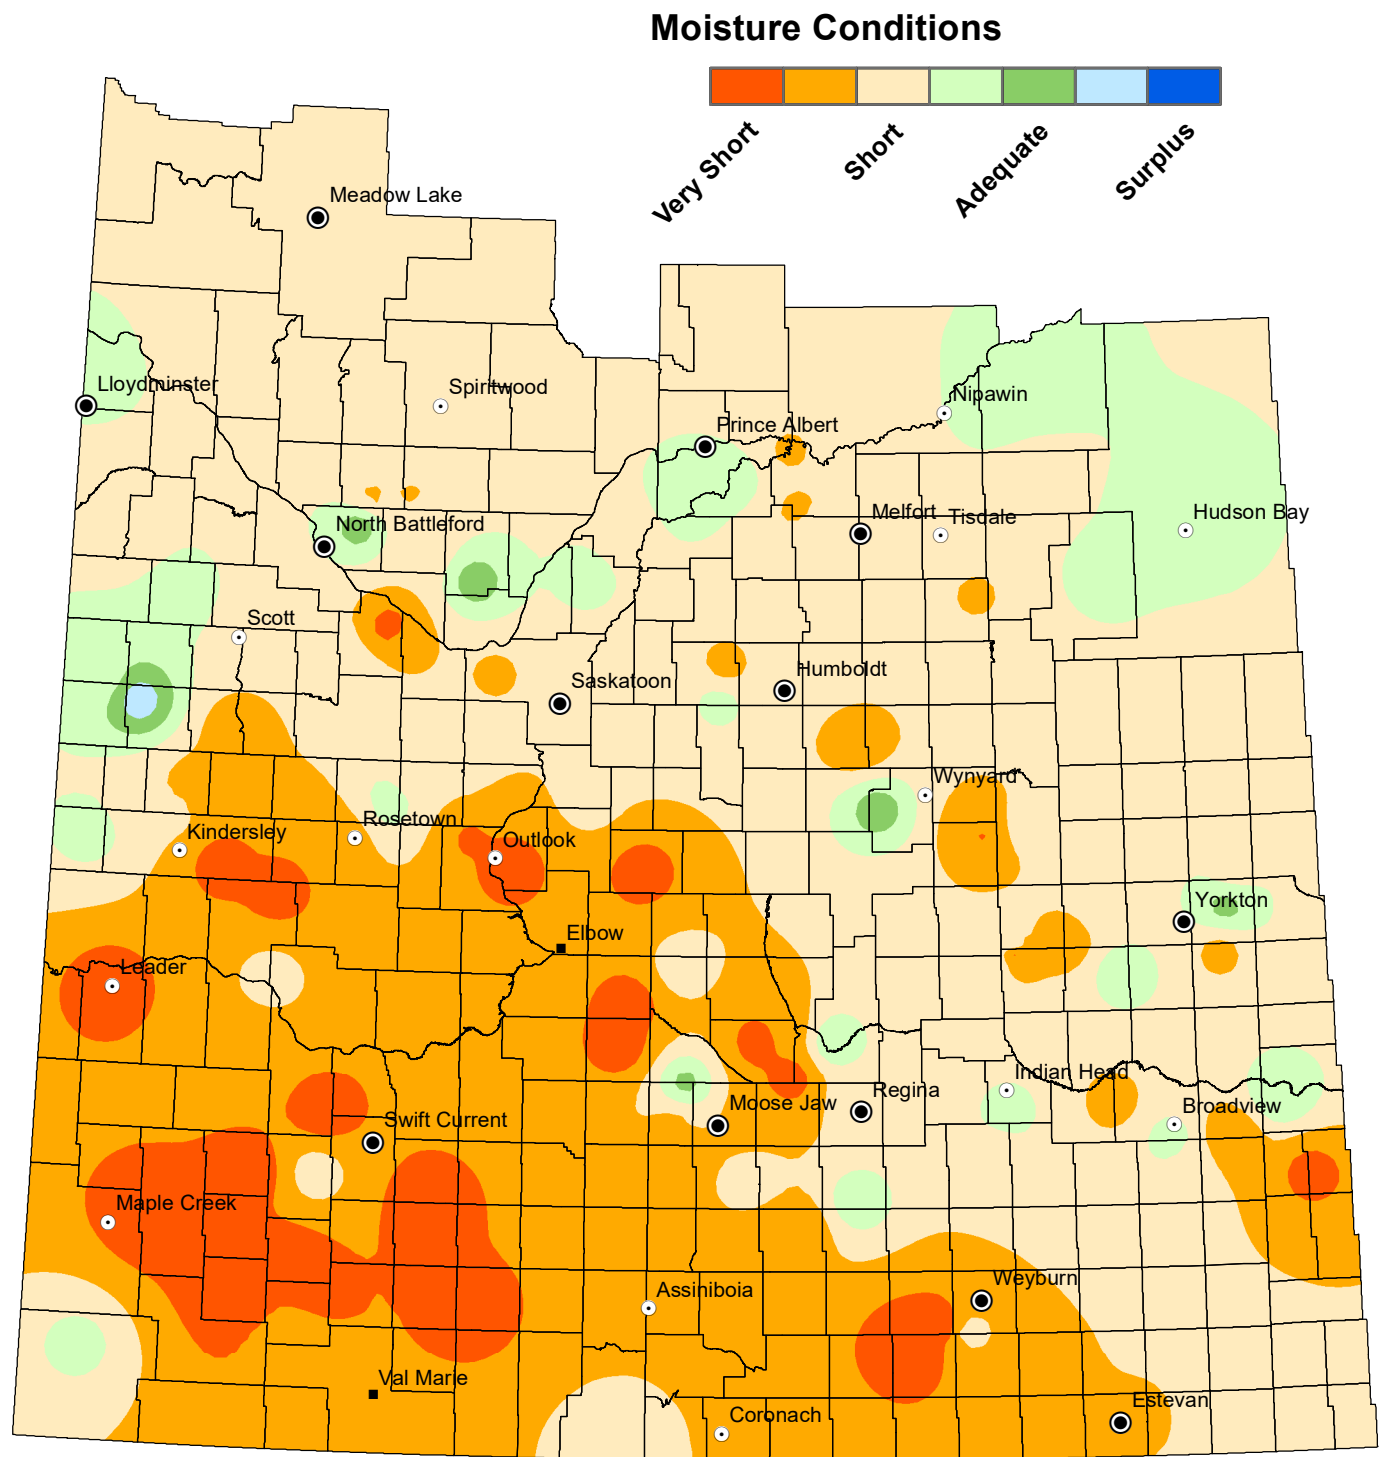 Moisture Conditions
Very Short
Short
Adequate
Surplus
Meadow Lake
Lloydminster
Spiritwood
Nipawin
Prince Albert
North Battleford
Melfort
Tisdale
Hudson Bay
Scott
Saskatoon
Humboldt
Wynyard
Kindersley
Rosetown
Outlook
Yorkton
Elbow
Leader
Indian Head
Swift Current
Moose Jaw
Regina
Broadview
Maple Creek
Assiniboia
Weyburn
Val Marie
Coronach
Estevan